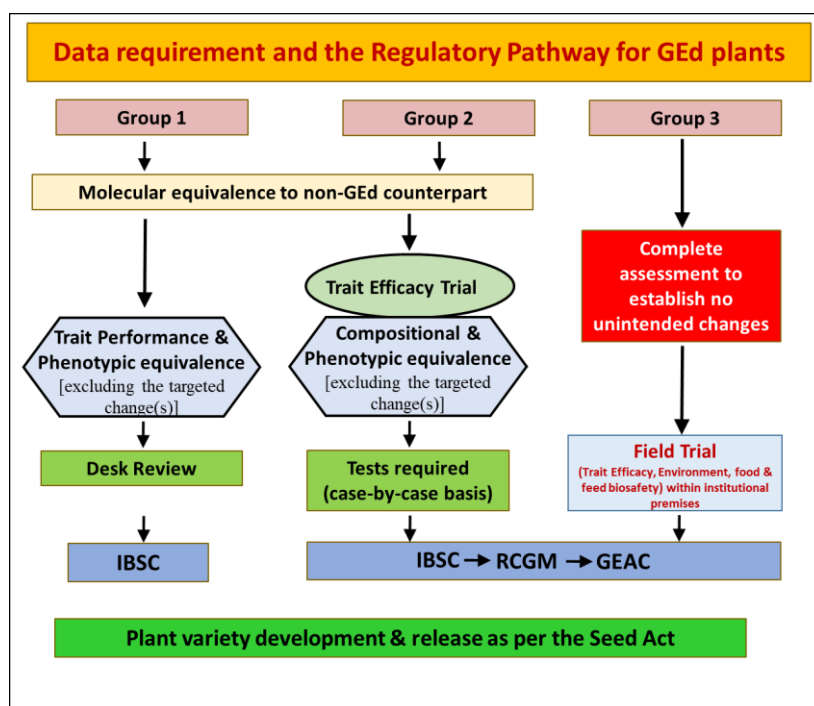 Data requirement and the Regulatory Pathway for GEd plants
Group 1
Group 2
Group 3
Molecular equivalence to non-GEd counterpart
Trait Efficacy Trial
Complete
assessment to
establish no
unintended changes
Trait Performance &
Phenotypic equivalence
[excluding the targeted
change(s)]
Compositional &
Phenotypic equivalence
[excluding the targeted
change(s)]
Desk Review
Tests required
(case-by-case basis)
Field Trial
(Trait Efficacy, Environment, food &
feed biosafety) within institutional
premises
IBSC
IBSC → RCGM → GEAC
Plant variety development & release as per the Seed Act